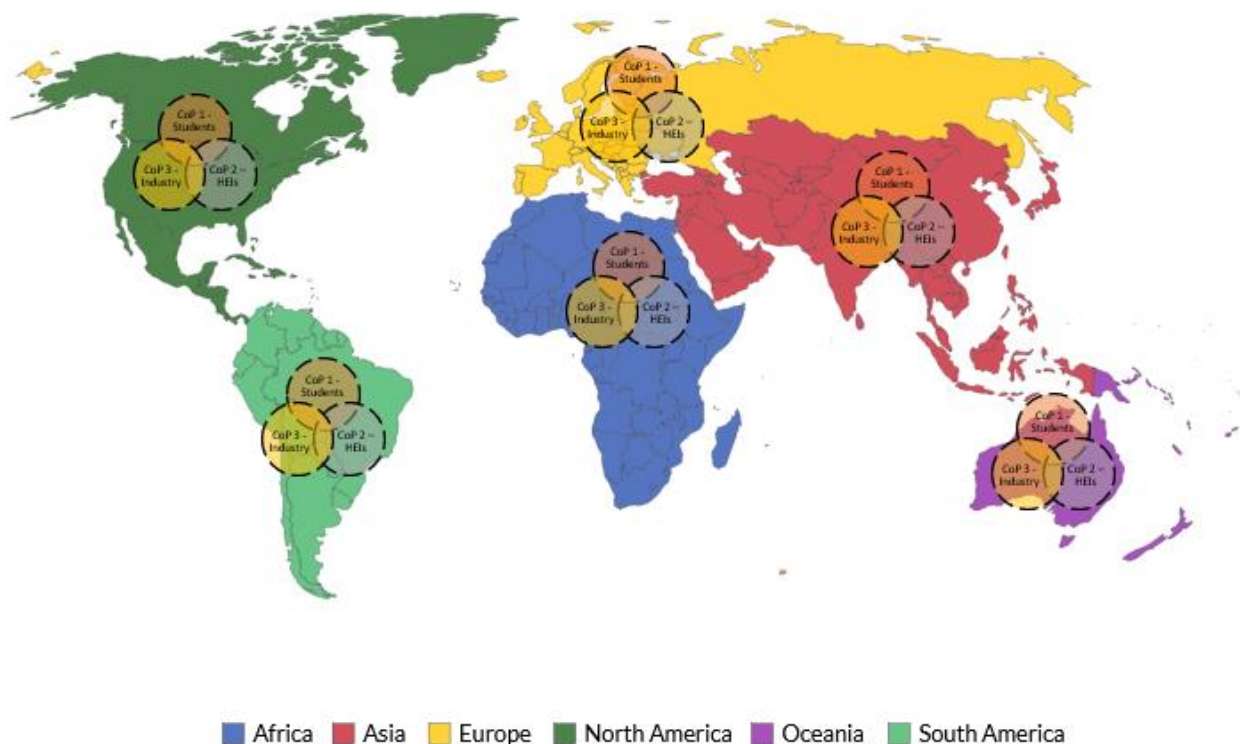 CoP 1 -
Students
CoP 3 -
Industry
CoP 2 –
HEIs
CoP 1 -
Students
CoP 3 -
Industry
CoP 2 –
HEIs
CoP 1 -
Students
CoP 3 -
Industry
CoP 2 –
HEIs
CoP 1 -
Students
CoP 3 -
Industry
CoP 2 –
HEIs
CoP 1 -
Students
CoP 3 -
Industry
CoP 2 –
HEIs
CoP 1 -
Students
CoP 3 -
Industry
CoP 2 –
HEIs
Africa Asia Europe North America Oceania South America